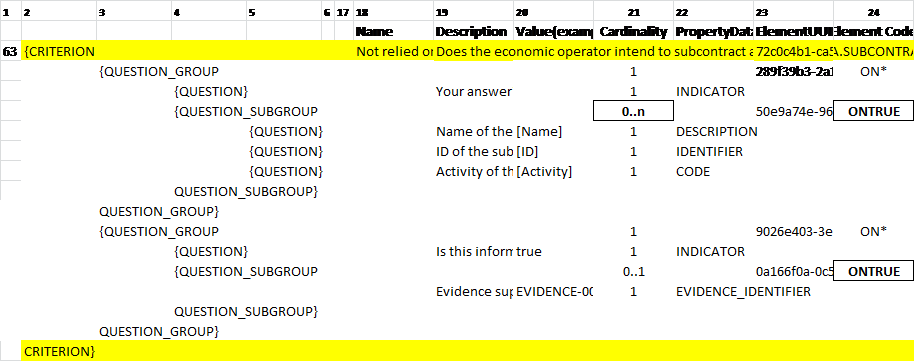 1 2 3 4 5 6 17 18 19 20 21 22 23 24
Name Description Value(examp Cardinality PropertyData ElementUUI Element Code
63 {CRITERION Not relied on Does the economic operator intend to subcontract a 72c0c4b1-ca5 .SUBCONTRA
{QUESTION_GROUP 1 289f39b3-2a1 ON*
{QUESTION} Your answer 1 INDICATOR
{QUESTION_SUBGROUP 0..n 50e9a74e-96 ONTRUE
{QUESTION} Name of the [Name] 1 DESCRIPTION
{QUESTION} ID of the sub [ID] 1 IDENTIFIER
{QUESTION} Activity of th [Activity] 1 CODE
QUESTION_SUBGROUP}
QUESTION_GROUP}
{QUESTION_GROUP 1 9026e403-3e ON*
{QUESTION} Is this inform true 1 INDICATOR
{QUESTION_SUBGROUP 0..1 0a166f0a-0c5 ONTRUE
Evidence sup EVIDENCE-00 1 EVIDENCE_IDENTIFIER
QUESTION_SUBGROUP}
QUESTION_GROUP}
CRITERION}